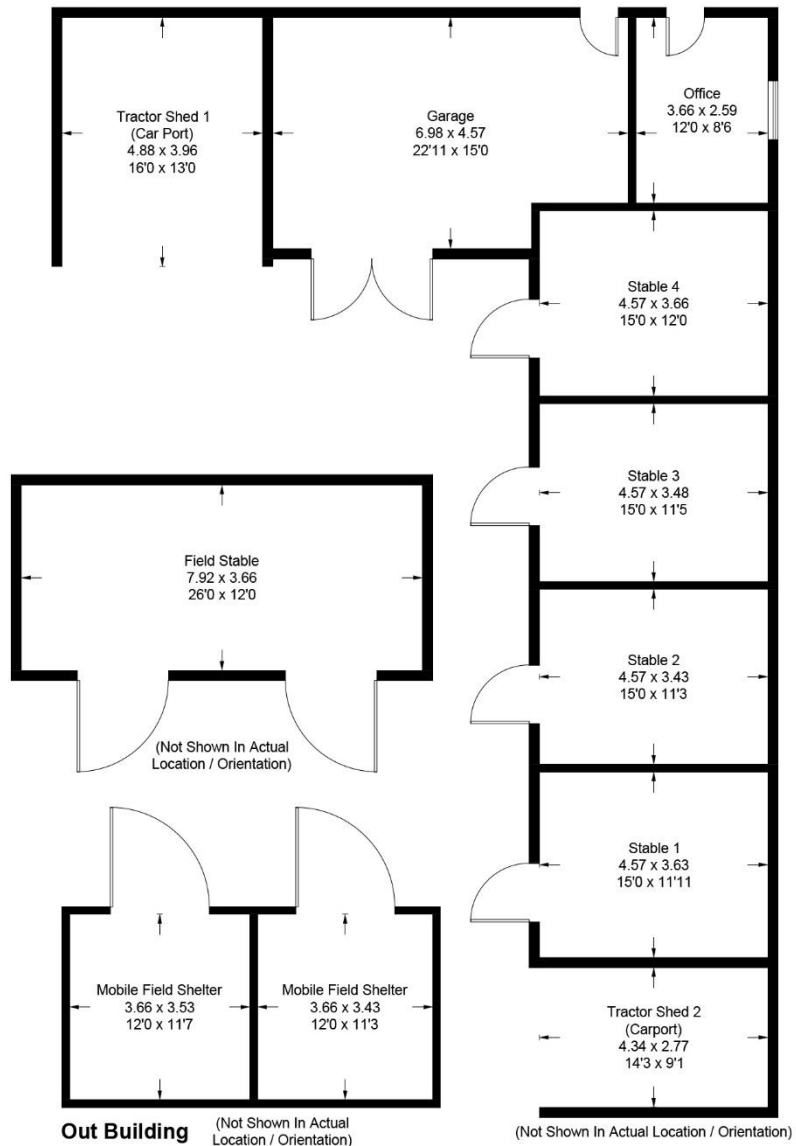 Tractor Shed 1
(Car Port)
4.88 x 3.96
16'0 x 13'0
Garage
6.98 x 4.57
22'11 x 15'0
Office
3.66 x 2.59
12'0 x 8'6
Stable 4
4.57 x 3.66
15'0 x 12'0
Stable 3
4.57 x 3.48
15'0 x 11'5
Field Stable
7.92 x 3.66
26'0 x 12'0
(Not Shown In Actual
Location / Orientation)
Stable 2
4.57 x 3.43
15'0 x 11'3
Stable 1
4.57 x 3.63
15'0 x 11'11
Mobile Field Shelter
3.66 x 3.53
12'0 x 11'7
Mobile Field Shelter
3.66 x 3.43
12'0 x 11'3
Tractor Shed 2
(Carport)
4.34 x 2.77
14'3 x 9'1
Out Building
(Not Shown In Actual
Location / Orientation)
(Not Shown In Actual Location / Orientation)